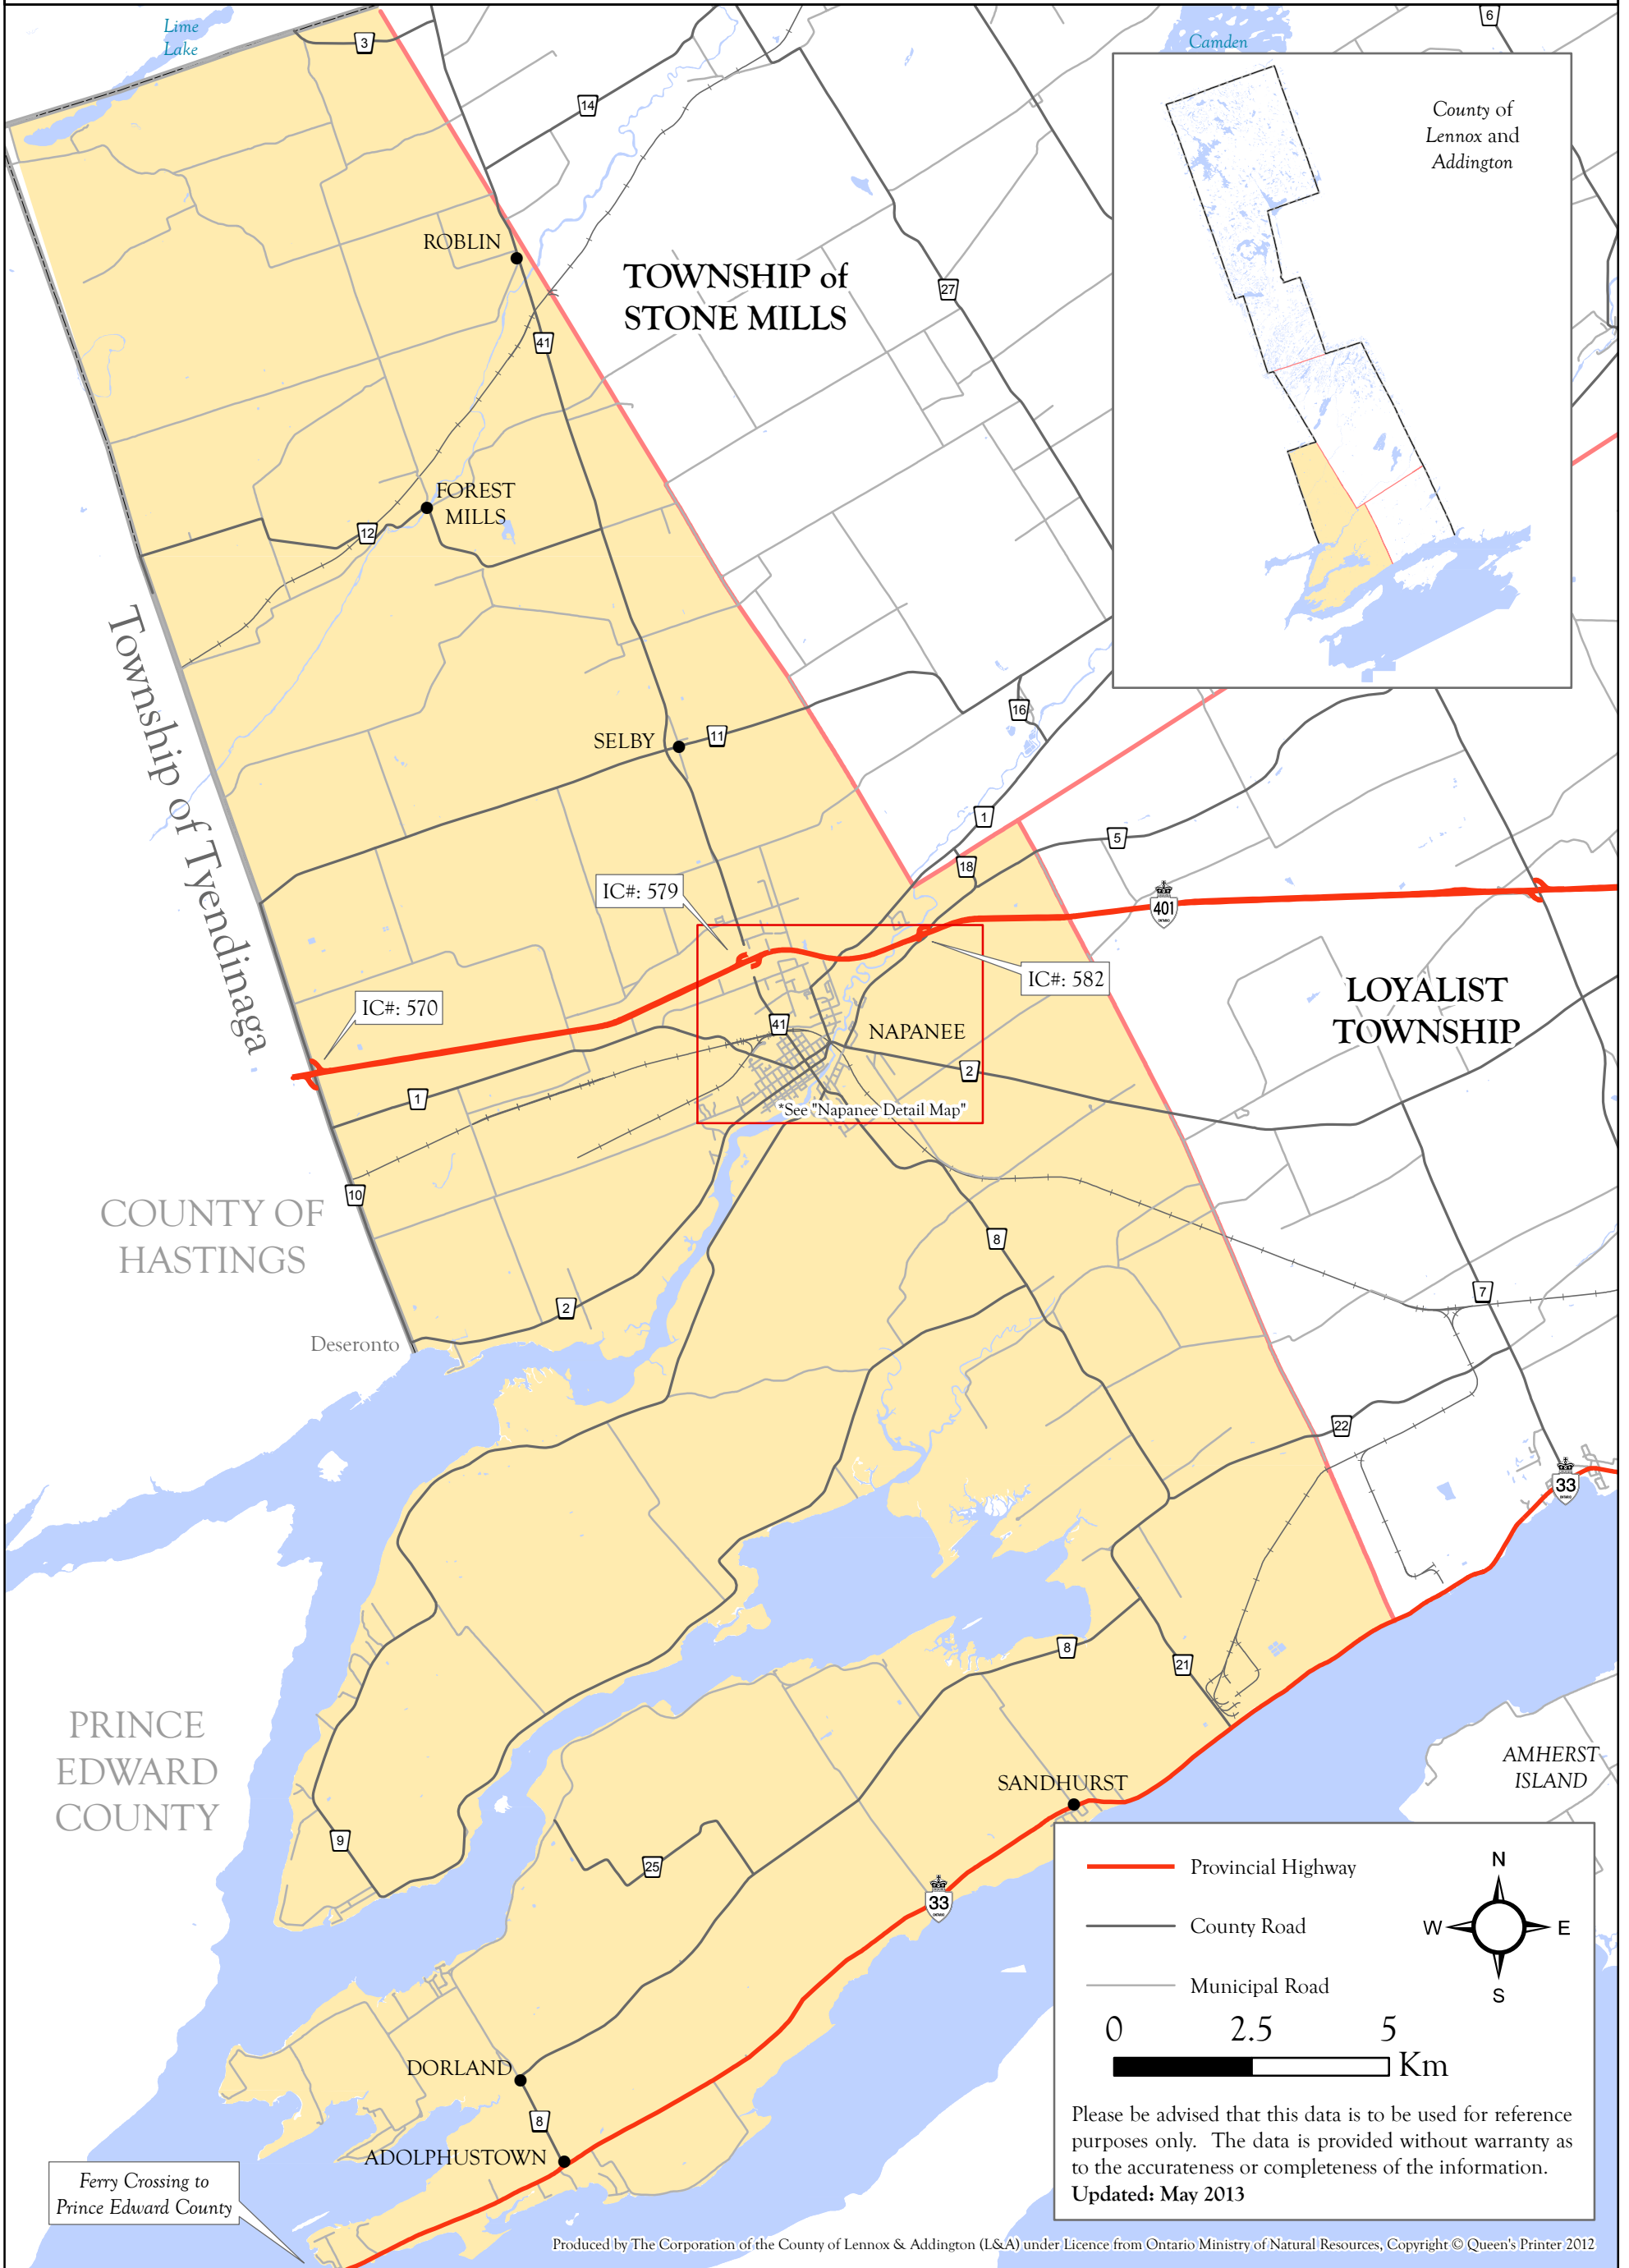 Lime
Lake
3
14
6
Camden
County of
Lennox and
Addington
ROBLIN
TOWNSHIP of
STONE MILLS
27
41
FOREST
MILLS
12
Township of Tyendinaga
SELBY
11
16
1
5
18
IC#: 579
401
ONTARIO
IC#: 582
LOYALIST
TOWNSHIP
IC#: 570
41
NAPANEE
2
1
*See "Napanee Detail Map"
10
COUNTY OF
HASTINGS
8
7
2
Deseronto
22
33
ONTARIO
8
21
PRINCE
EDWARD
COUNTY
AMHERST
ISLAND
SANDHURST
9
25
33
ONTARIO
Provincial Highway
County Road
Municipal Road
N
W
E
S
0 2.5 5
Km
DORLAND
8
ADOLPHUSTOWN
Please be advised that this data is to be used for reference
purposes only. The data is provided without warranty as
to the accurateness or completeness of the information.
Updated: May 2013
Ferry Crossing to
Prince Edward County
Produced by The Corporation of the County of Lennox & Addington (L&A) under Licence from Ontario Ministry of Natural Resources, Copyright © Queen's Printer 2012